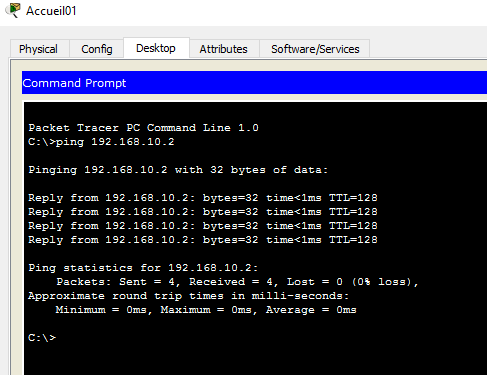 Accueil01
Physical Config Desktop Attributes Software/Services
Command Prompt
Packet Tracer PC Command Line 1.0
C:\>ping 192.168.10.2
Pinging 192.168.10.2 with 32 bytes of data:
Reply from 192.168.10.2: bytes=32 time<1ms TTL=128
Reply from 192.168.10.2: bytes=32 time<1ms TTL=128
Reply from 192.168.10.2: bytes=32 time<1ms TTL=128
Reply from 192.168.10.2: bytes=32 time<1ms TTL=128
Ping statistics for 192.168.10.2:
Packets: Sent = 4, Received = 4, Lost = 0 (0% loss),
Approximate round trip times in milli-seconds:
Minimum = 0ms, Maximum = 0ms, Average = 0ms
C:\>